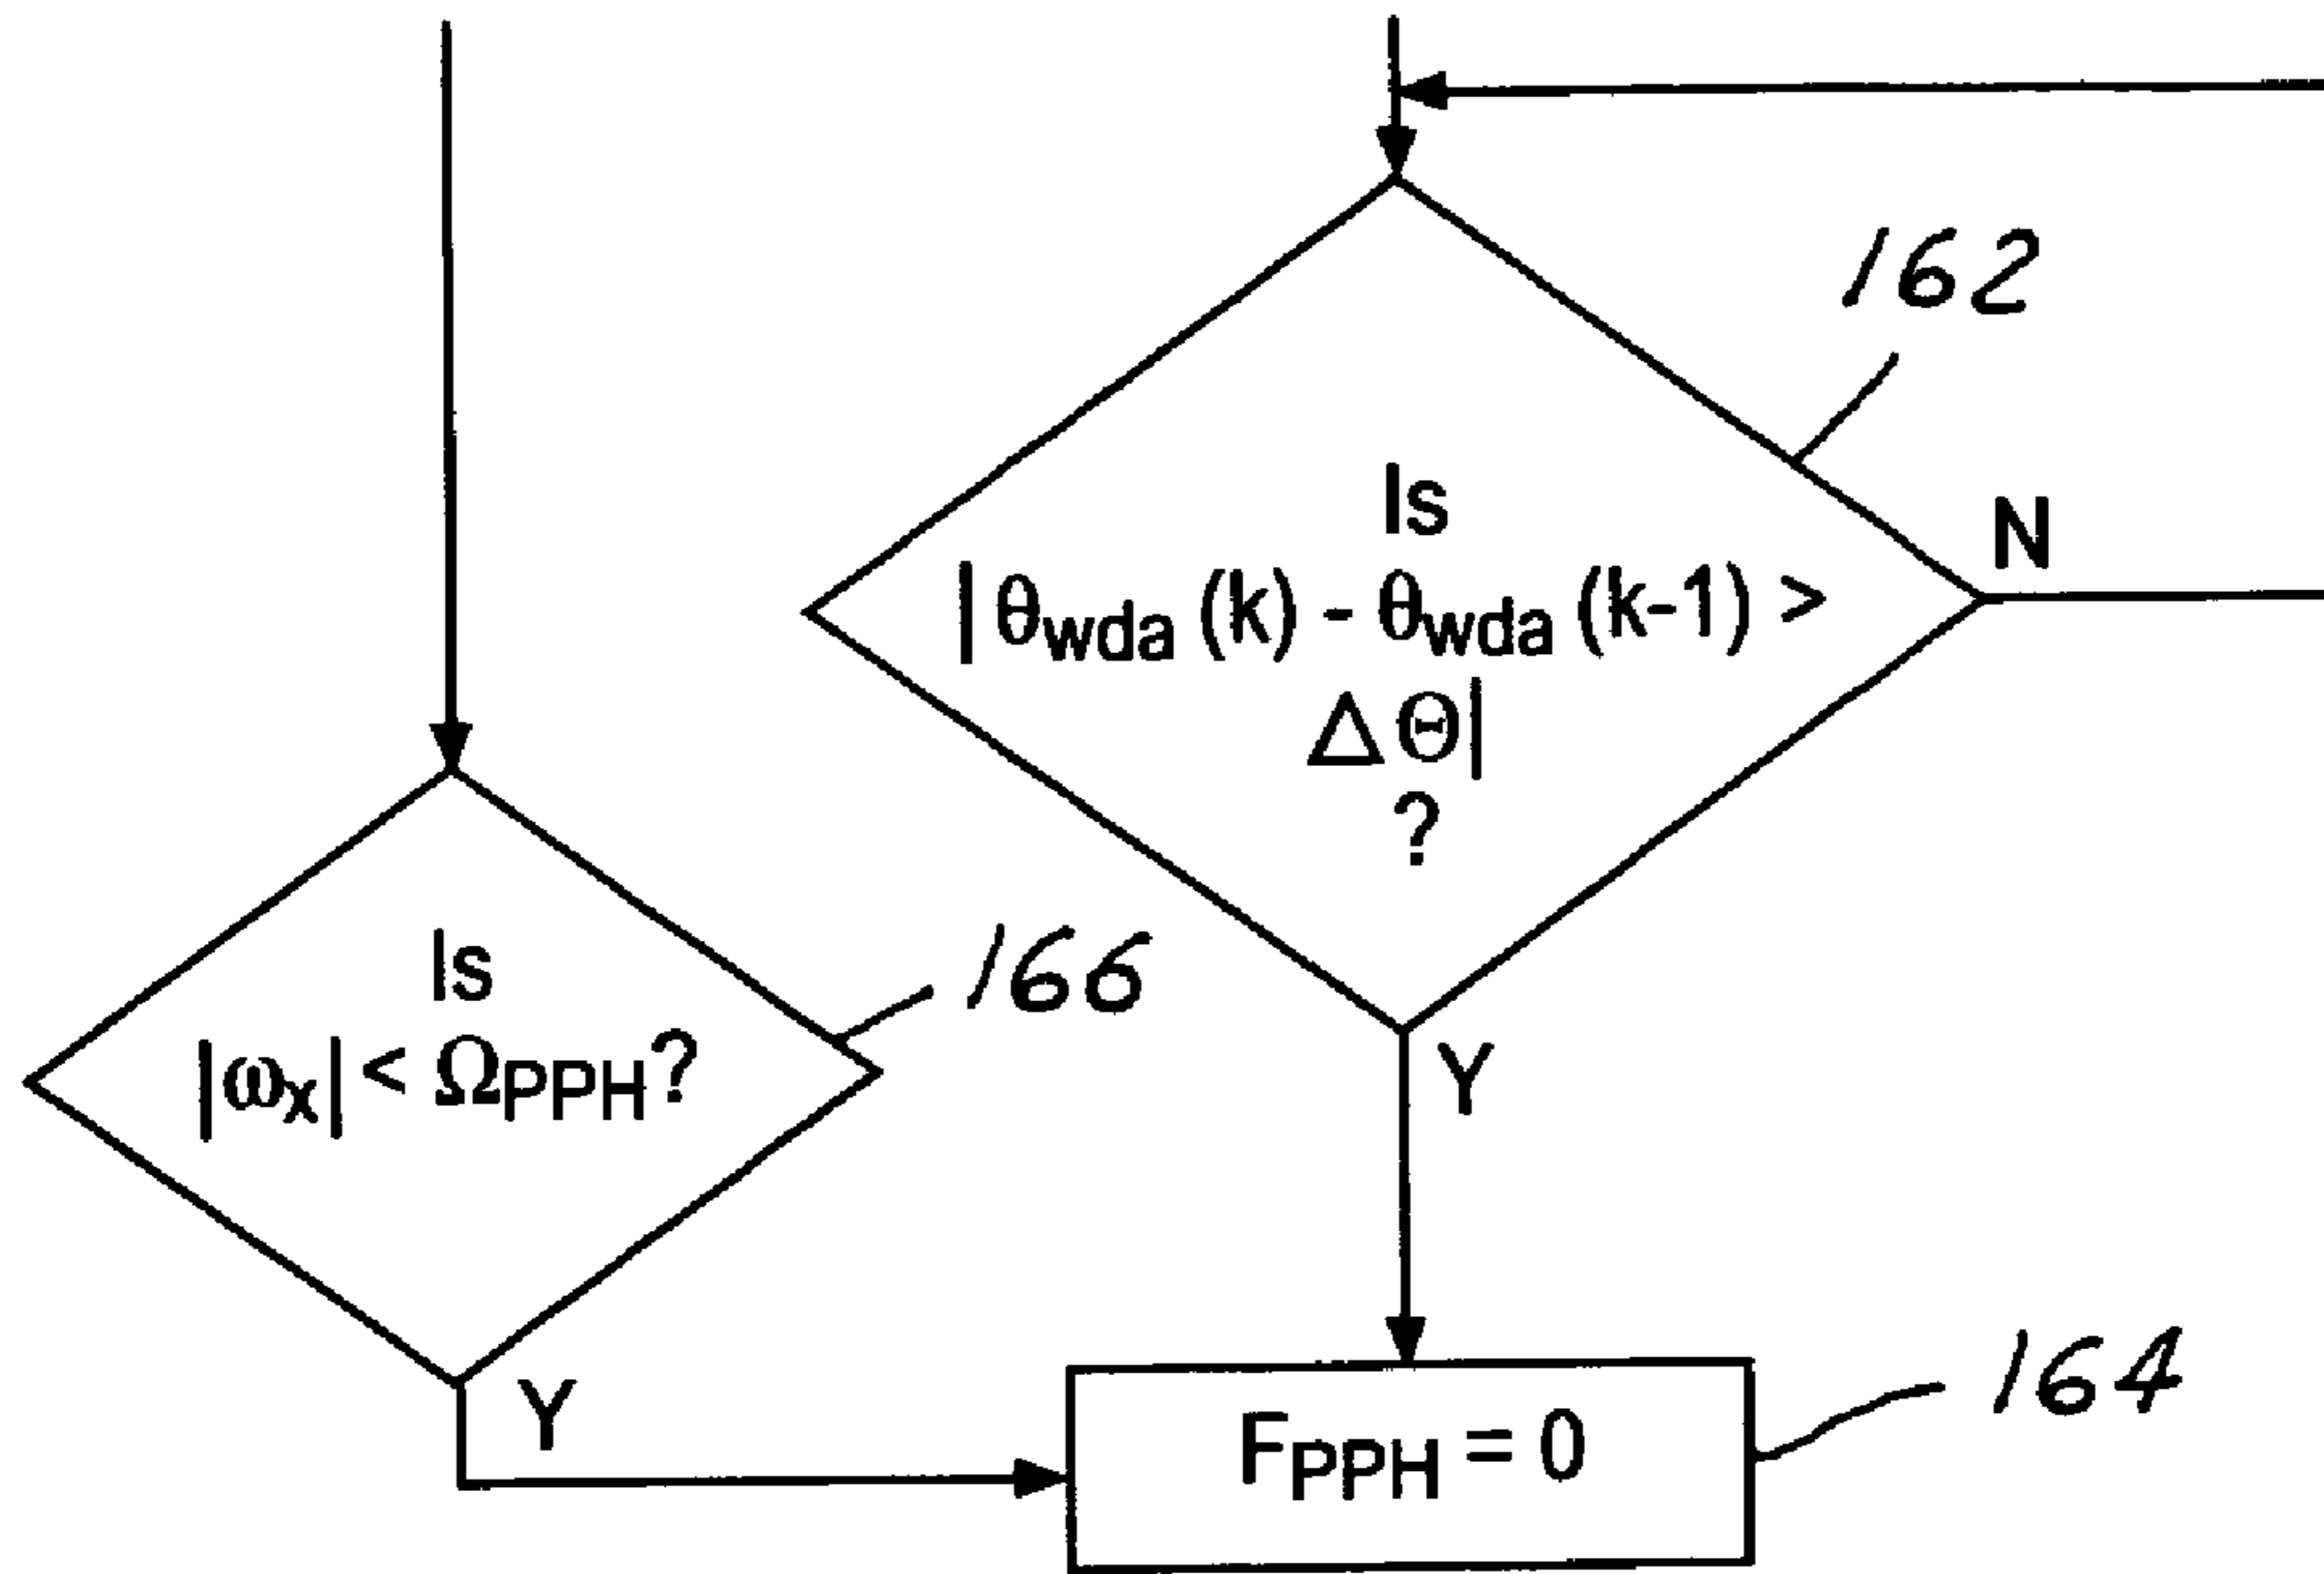 162
Is
|θwda (k) - θwda (k-1) >
ΔΘ|
?
N
Y
Is
|ωx| < ΩPPH?
166
Y
FPPH = 0
164